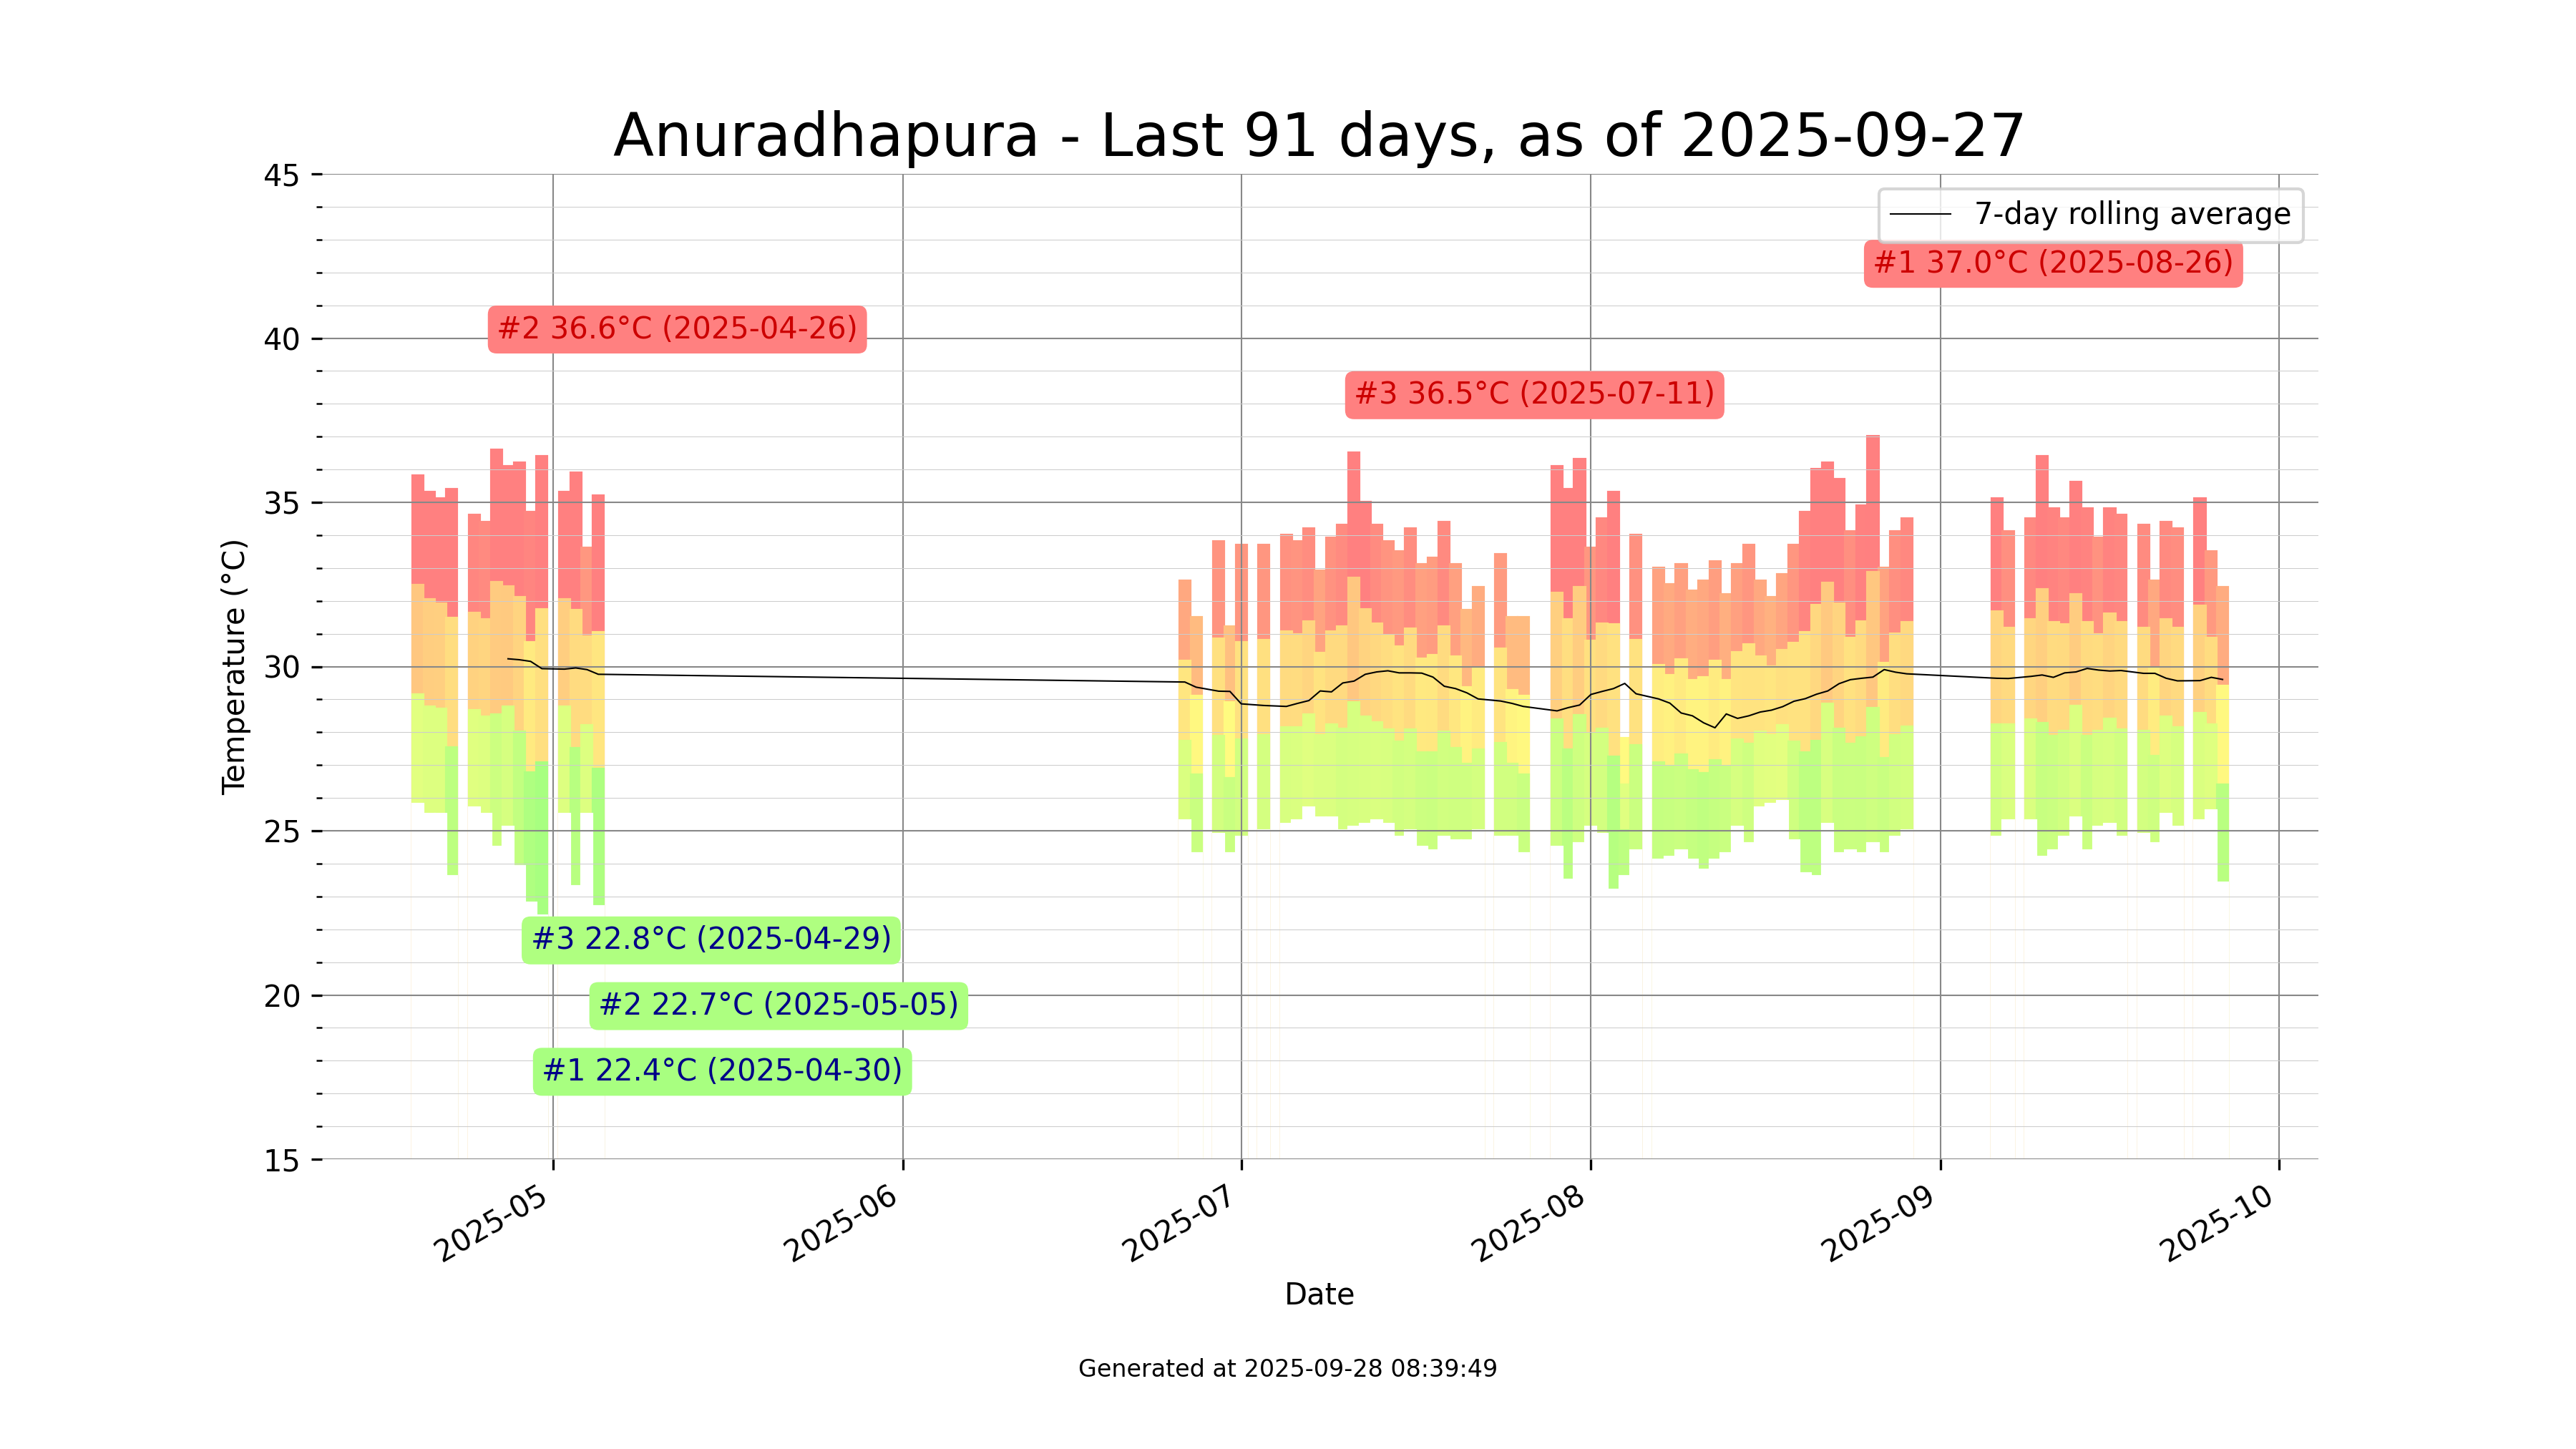 Anuradhapura - Last 91 days, as of 2025-09-27
45
7-day rolling average
#1 37.0°C (2025-08-26)
#2 36.6°C (2025-04-26)
40
#3 36.5°C (2025-07-11)
35
Temperature (°C)
30
25
#3 22.8°C (2025-04-29)
20
#2 22.7°C (2025-05-05)
#1 22.4°C (2025-04-30)
15
2025-05
2025-06
2025-07
2025-08
2025-09
2025-10
Date
Generated at 2025-09-28 08:39:49